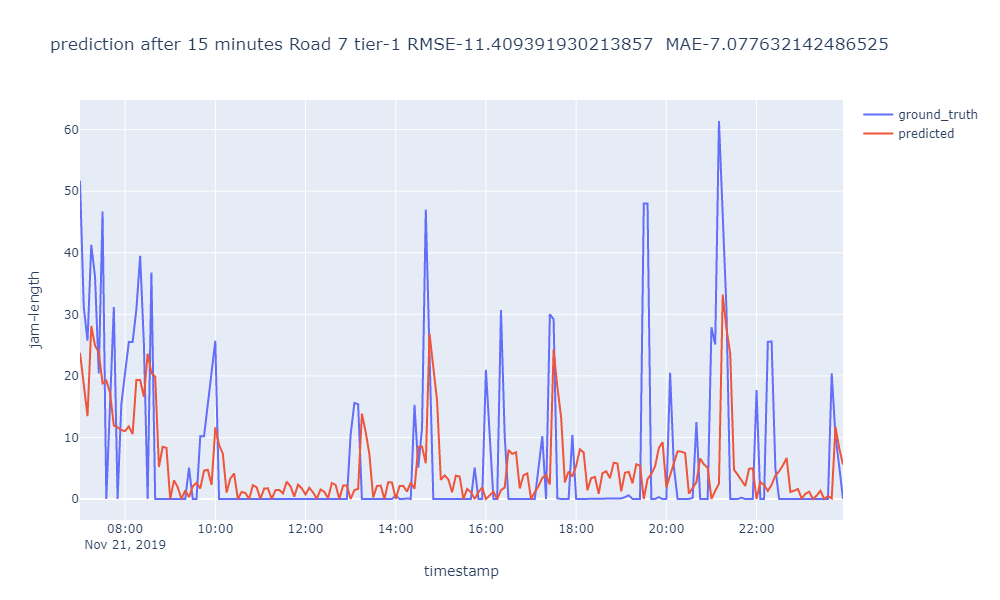 prediction after 15 minutes Road 7 tier-1 RMSE-11.409391930213857  MAE-7.077632142486525
ground_truth
predicted
60
50
40
30
20
10
0
jam-length
08:00 10:00 12:00 14:00 16:00 18:00 20:00 22:00
Nov 21, 2019
timestamp